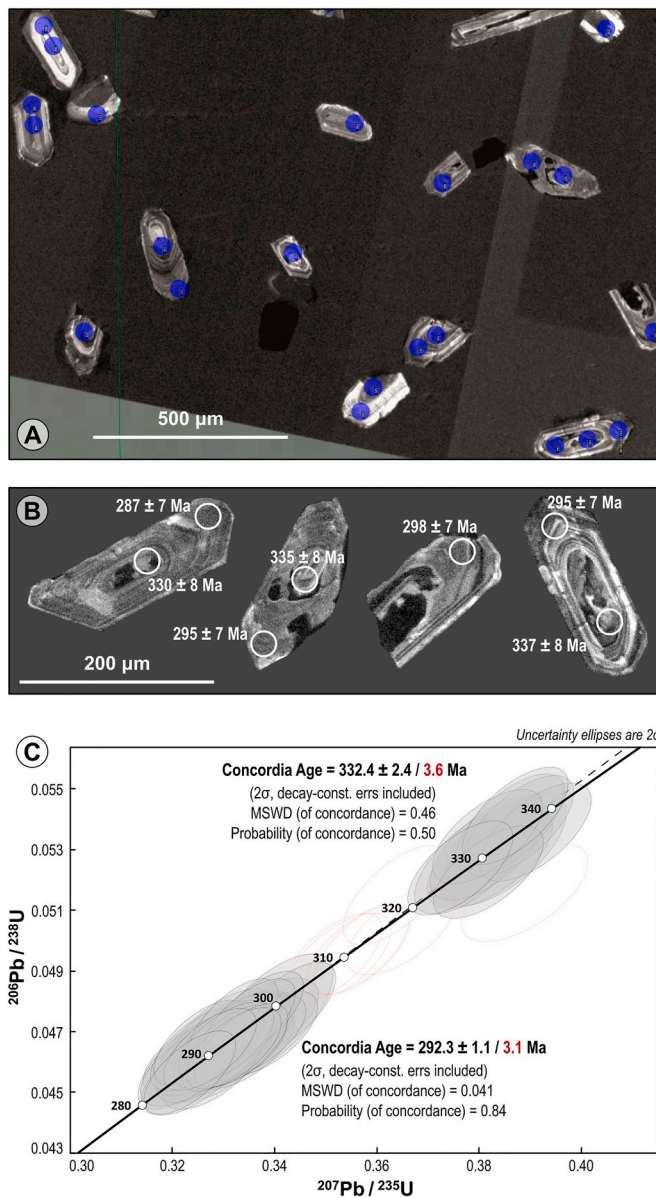 A
500 µm
B
287 ± 7 Ma
330 ± 8 Ma
335 ± 8 Ma
295 ± 7 Ma
298 ± 7 Ma
295 ± 7 Ma
337 ± 8 Ma
200 µm
C
Uncertainty ellipses are 2σ
Concordia Age = 332.4 ± 2.4 / 3.6 Ma
(2σ, decay-const. errs included)
MSWD (of concordance) = 0.46
Probability (of concordance) = 0.50
0.055
0.053
0.051
0.049
0.047
0.045
0.043
206Pb / 238U
340
330
320
310
300
290
280
Concordia Age = 292.3 ± 1.1 / 3.1 Ma
(2σ, decay-const. errs included)
MSWD (of concordance) = 0.041
Probability (of concordance) = 0.84
0.30
0.32
0.34
0.36
0.38
0.40
207Pb / 235U